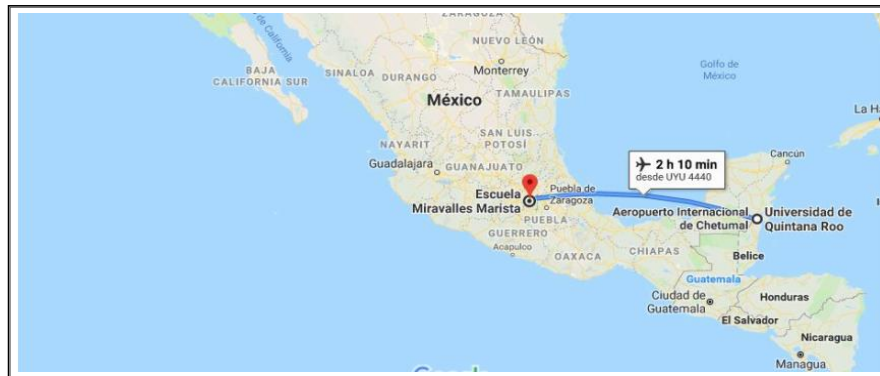 ZARAGOZA
NUEVO LEÓN
BAJA
CALIFORNIA SUR
SINALOA
DURANGO
Monterrey
TAMAULIPAS
Golfo de
México
México
SAN LUIS
POTOSÍ
NAYARIT
Guadalajara
GUANAJUATO
2 h 10 min
desde UYU 4440
Cancún
La Ha
Escuela
Miravalles Marista
Puebla de
Zaragoza
PUEBLA
Aeropuerto Internacional
de Chetumal
Universidad de
Quintana Roo
GUERRERO
Acapulco
OAXACA
CHIAPAS
Belice
Guatemala
Ciudad de
Guatemala
Honduras
El Salvador
Nicaragua
Managua